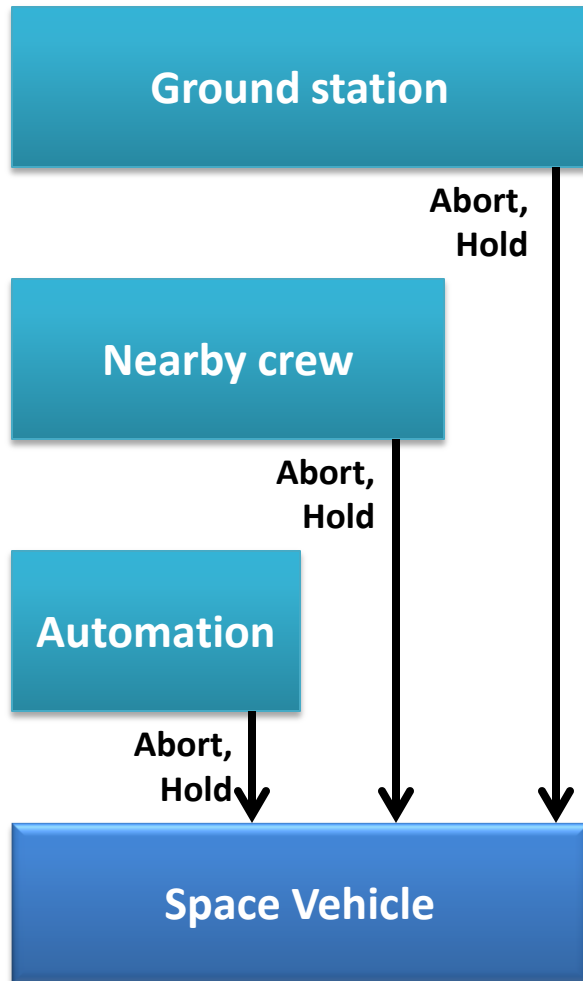 Ground station
Abort,
Hold
Nearby crew
Abort,
Hold
Automation
Abort,
Hold
Space Vehicle